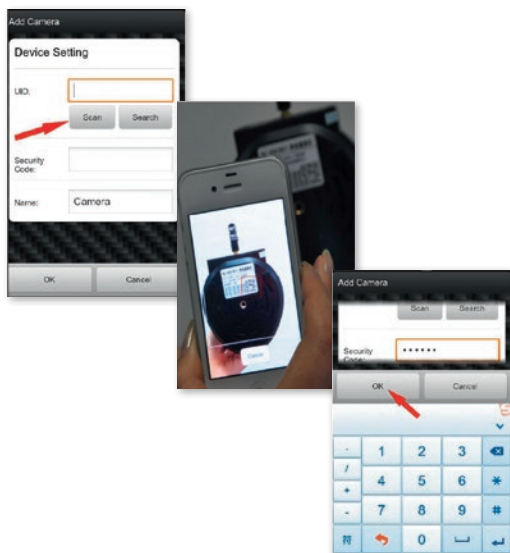 Add Camera
Device Setting
UID:
Scan Search
Security
Code:
Name: Camera
OK Cancel
Cancel
Add Camera
Scan Search
Security
Code:
••••••
OK Cancel
. 1 2 3
/
4 5 6 *
+
- 7 8 9 #
符 0